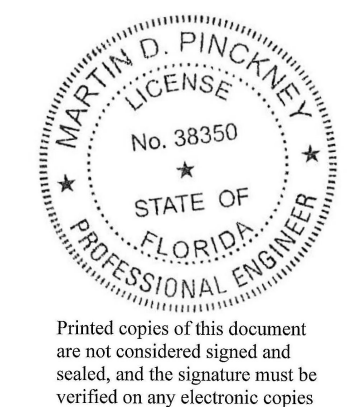 MARTIN D. PINCKNEY
LICENSE
No. 38350
STATE OF
FLORIDA
PROFESSIONAL ENGINEER
Printed copies of this document
are not considered signed and
sealed, and the signature must be
verified on any electronic copies